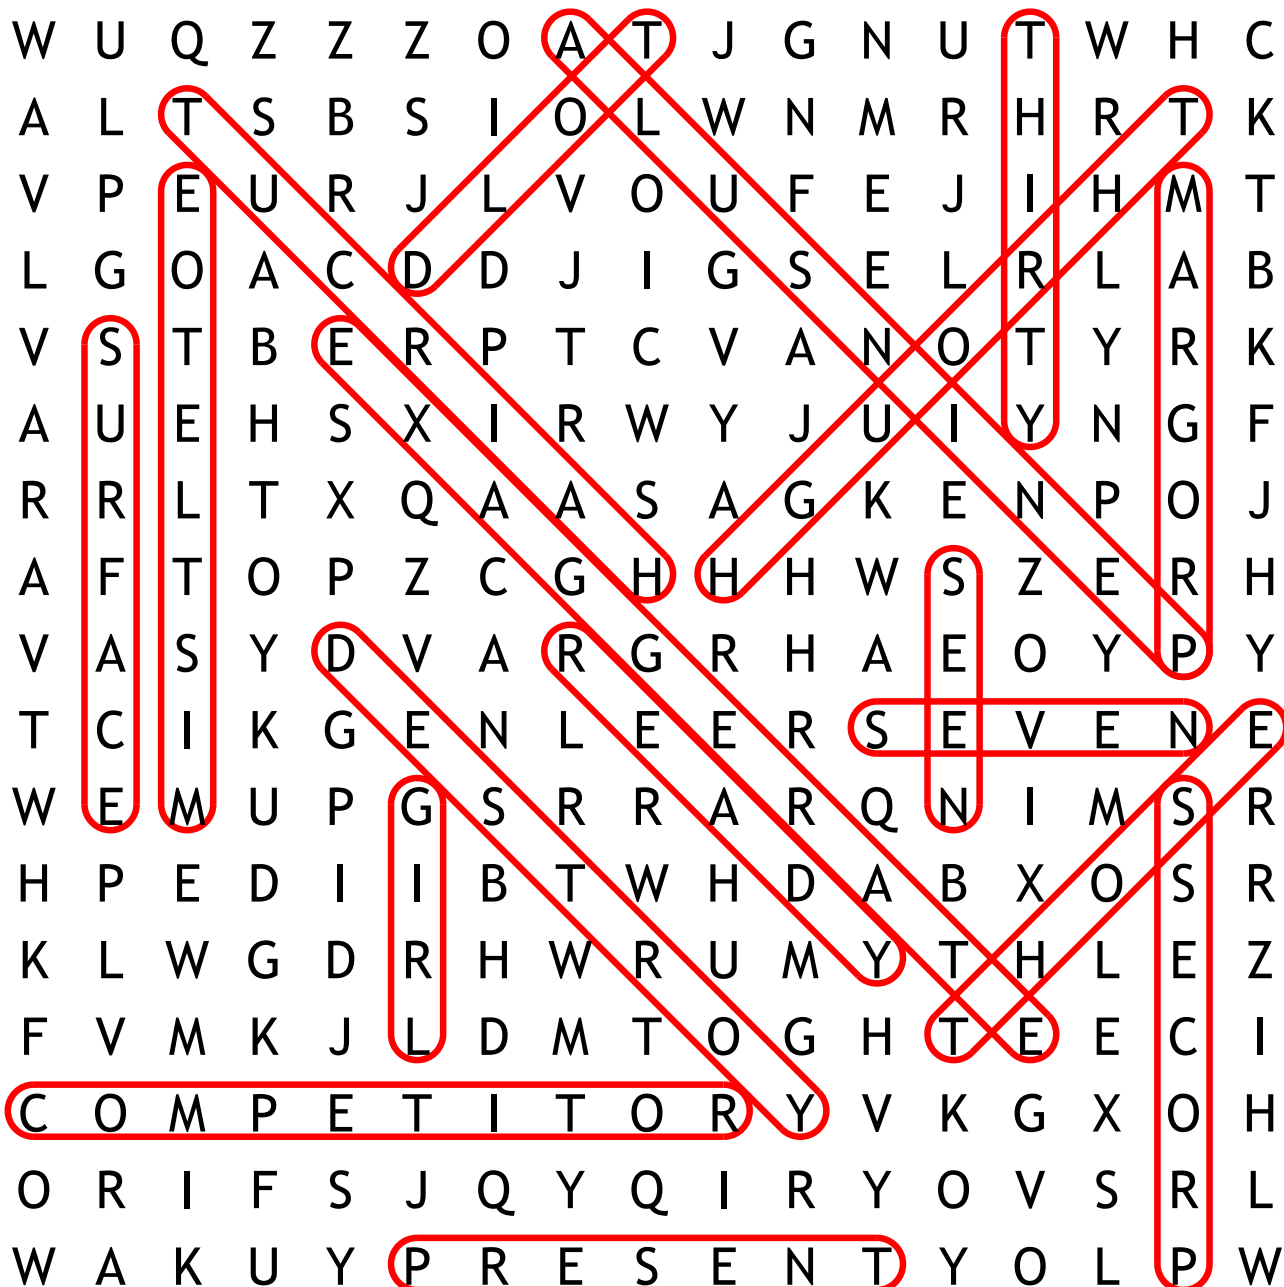 W U Q Z Z Z O A T J G N U T W H C
A L T S B S I O L W N M R H R T K
V P E U R J L V O U F E J I H M T
L G O A C D D J I G S E L R L A B
V S T B E R P T C V A N O T Y R K
A U E H S X I R W Y J U I Y N G F
R R L T X Q A A S A G K E N P O J
A F T O P Z C G H H H W S Z E R H
V A S Y D V A R G R H A E O Y P Y
T C I K G E N L E E R S E V E N E
W E M U P G S R R A R Q N I M S R
H P E D I I B T W H D A B X O S R
K L W G D R H W R U M Y T H L E Z
F V M K J L D M T O G H T E E C I
C O M P E T I T O R Y V K G X O H
O R I F S J Q Y Q I R Y O V S R L
W A K U Y P R E S E N T Y O L P W